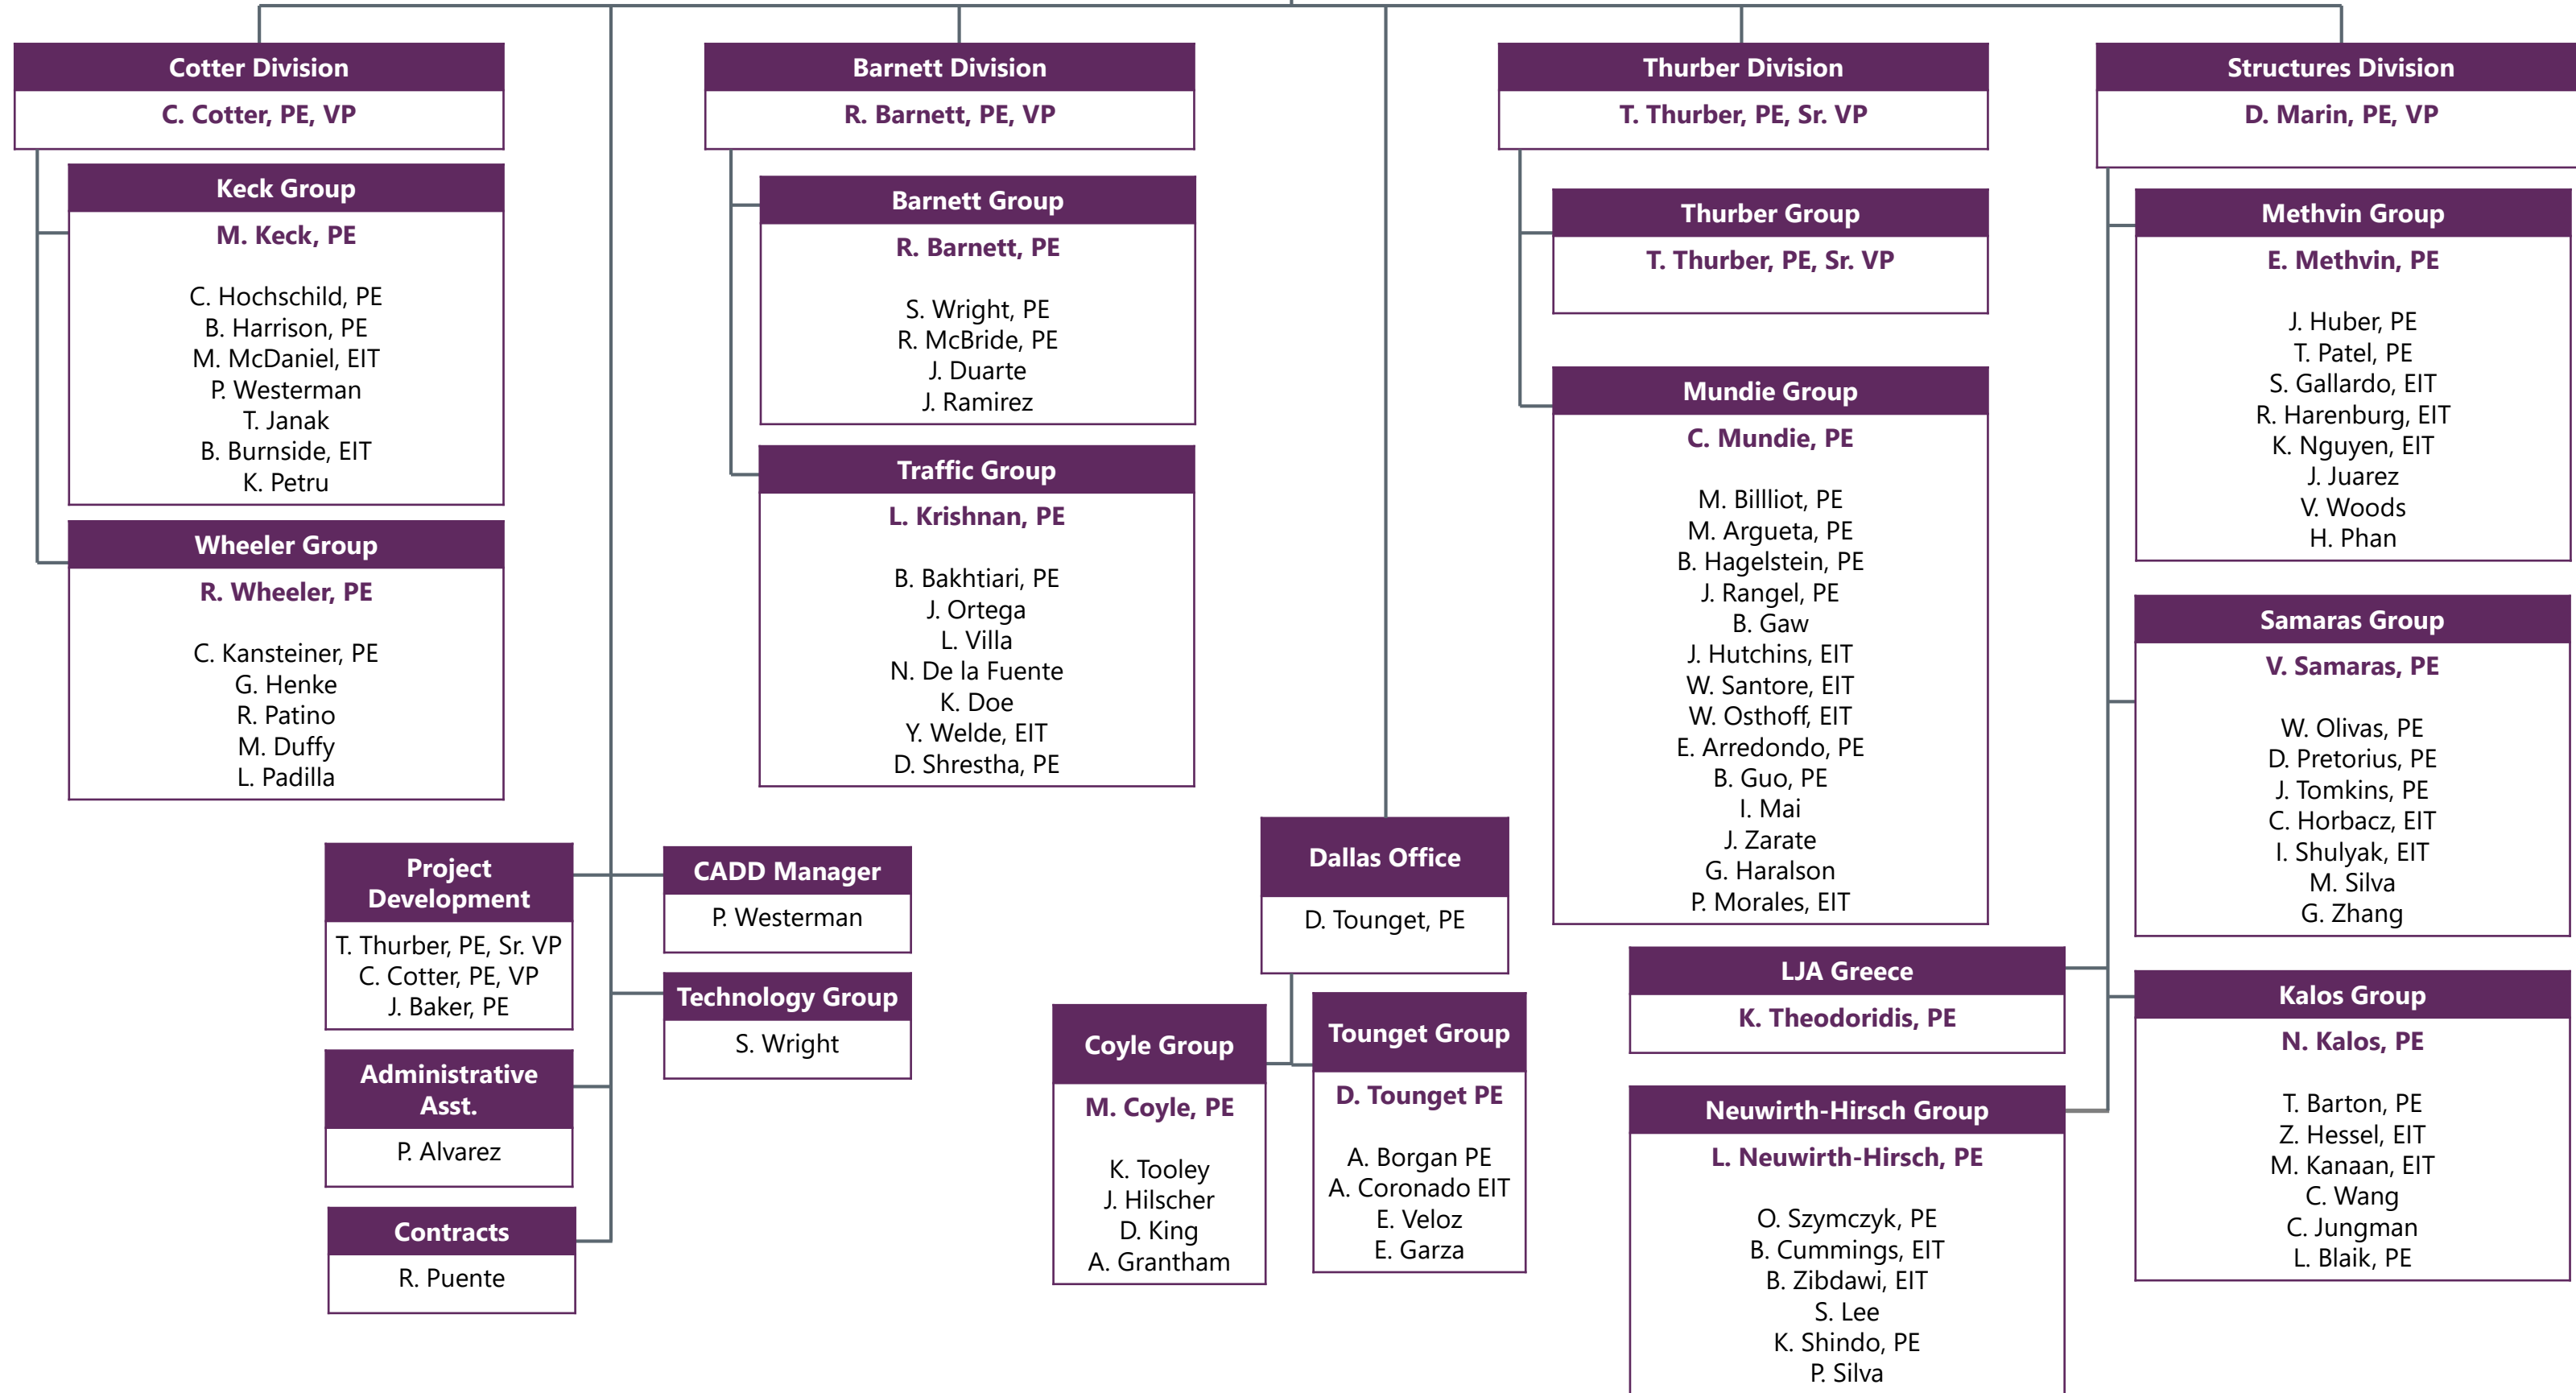 Cotter Division
C. Cotter, PE, VP
Keck Group
M. Keck, PE
C. Hochschild, PE
B. Harrison, PE
M. McDaniel, EIT
P. Westerman
T. Janak
B. Burnside, EIT
K. Petru
Wheeler Group
R. Wheeler, PE
C. Kansteiner, PE
G. Henke
R. Patino
M. Duffy
L. Padilla
Project
Development
T. Thurber, PE, Sr. VP
C. Cotter, PE, VP
J. Baker, PE
Administrative
Asst.
P. Alvarez
Contracts
R. Puente
CADD Manager
P. Westerman
Technology Group
S. Wright
Barnett Division
R. Barnett, PE, VP
Barnett Group
R. Barnett, PE
S. Wright, PE
R. McBride, PE
J. Duarte
J. Ramirez
Traffic Group
L. Krishnan, PE
B. Bakhtiari, PE
J. Ortega
L. Villa
N. De la Fuente
K. Doe
Y. Welde, EIT
D. Shrestha, PE
Dallas Office
D. Tounget, PE
Coyle Group
M. Coyle, PE
K. Tooley
J. Hilscher
D. King
A. Grantham
Tounget Group
D. Tounget PE
A. Borgan PE
A. Coronado EIT
E. Veloz
E. Garza
Thurber Division
T. Thurber, PE, Sr. VP
Thurber Group
T. Thurber, PE, Sr. VP
Mundie Group
C. Mundie, PE
M. Billliot, PE
M. Argueta, PE
B. Hagelstein, PE
J. Rangel, PE
B. Gaw
J. Hutchins, EIT
W. Santore, EIT
W. Osthoff, EIT
E. Arredondo, PE
B. Guo, PE
I. Mai
J. Zarate
G. Haralson
P. Morales, EIT
Structures Division
D. Marin, PE, VP
Methvin Group
E. Methvin, PE
J. Huber, PE
T. Patel, PE
S. Gallardo, EIT
R. Harenburg, EIT
K. Nguyen, EIT
J. Juarez
V. Woods
H. Phan
Samaras Group
V. Samaras, PE
W. Olivas, PE
D. Pretorius, PE
J. Tomkins, PE
C. Horbacz, EIT
I. Shulyak, EIT
M. Silva
G. Zhang
LJA Greece
K. Theodoridis, PE
Kalos Group
N. Kalos, PE
T. Barton, PE
Z. Hessel, EIT
M. Kanaan, EIT
C. Wang
C. Jungman
L. Blaik, PE
Neuwirth-Hirsch Group
L. Neuwirth-Hirsch, PE
O. Szymczyk, PE
B. Cummings, EIT
B. Zibdawi, EIT
S. Lee
K. Shindo, PE
P. Silva